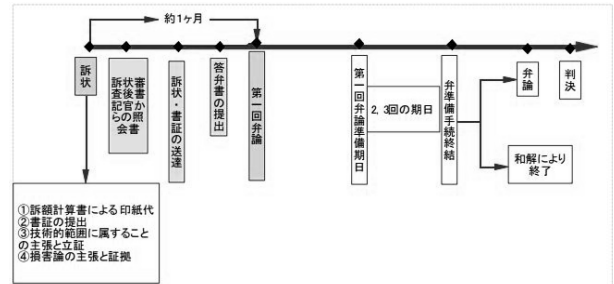 約1ヶ月
訴状
訴状審
査後書
記官か
らの照
会書
訴状・書証の送達
答弁書の提出
第一回弁論
第一回弁論準備期日
2,3回の期日
弁準備手続終結
弁論
判決
和解により
終了
①訴額計算書による印紙代
②書証の提出
③技術的範囲に属すること
の主張と立証
④損害論の主張と証拠